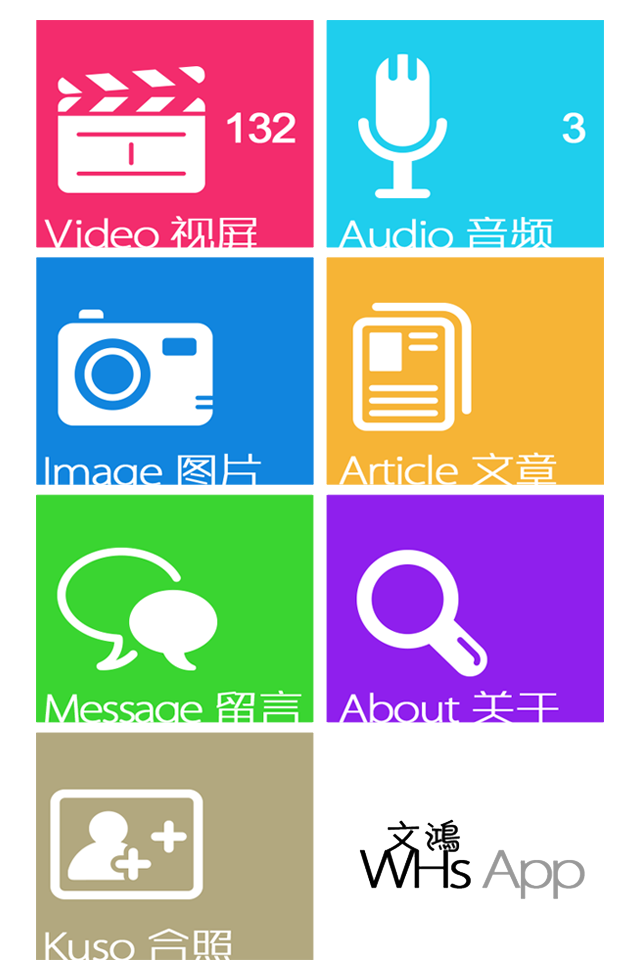 132
Video 视屏
3
Audio 音频
Image 图片
Article 文章
Message 留言
About 关于
Kuso 合照
文鴻
WHs App